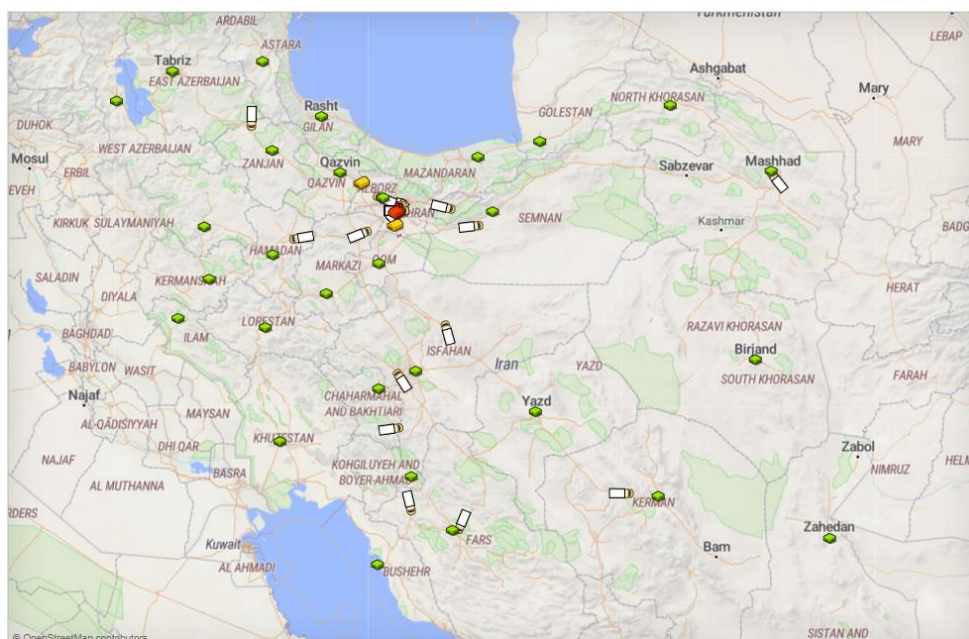 Turkmenistan
ARDABIL
LEBAP
ASTARA
Tabriz
EAST AZERBAIJAN
Ashgabat
Mary
NORTH KHORASAN
GOLESTAN
Rasht
GILAN
DUHOK
WEST AZERBAIJAN
MARY
Mosul
ZANJAN
Qazvin
MAZANDARAN
Sabzevar
Mashhad
ERBIL
QAZVIN
SEMNAN
KIRKUK
SULAYMANIYAH
Kashmar
HAMADAN
MARKAZI
QOM
SALADIN
KERMANSHAH
HERAT
DIYALA
LORESTAN
RAZAVI KHORASAN
BAGHDAD
ILAM
ISFAHAN
Birjand
Iran
YAZD
BABYLON
WASIT
SOUTH KHORASAN
FARAH
Najaf
CHAHARMAHAL
AND BAKHTIARI
Yazd
MAYSAN
AL-QĀDISIYYAH
DHI QAR
KHUZESTAN
Zabol
NAJAF
BASRA
KOHGILUYEH AND
BOYER-AHMAD
NIMRUZ
AL MUTHANNA
KERMAN
Zahedan
FARS
Kuwait
Bam
AL AHMADI
BUSHEHR
SISTAN AND
© OpenStreetMap contributors